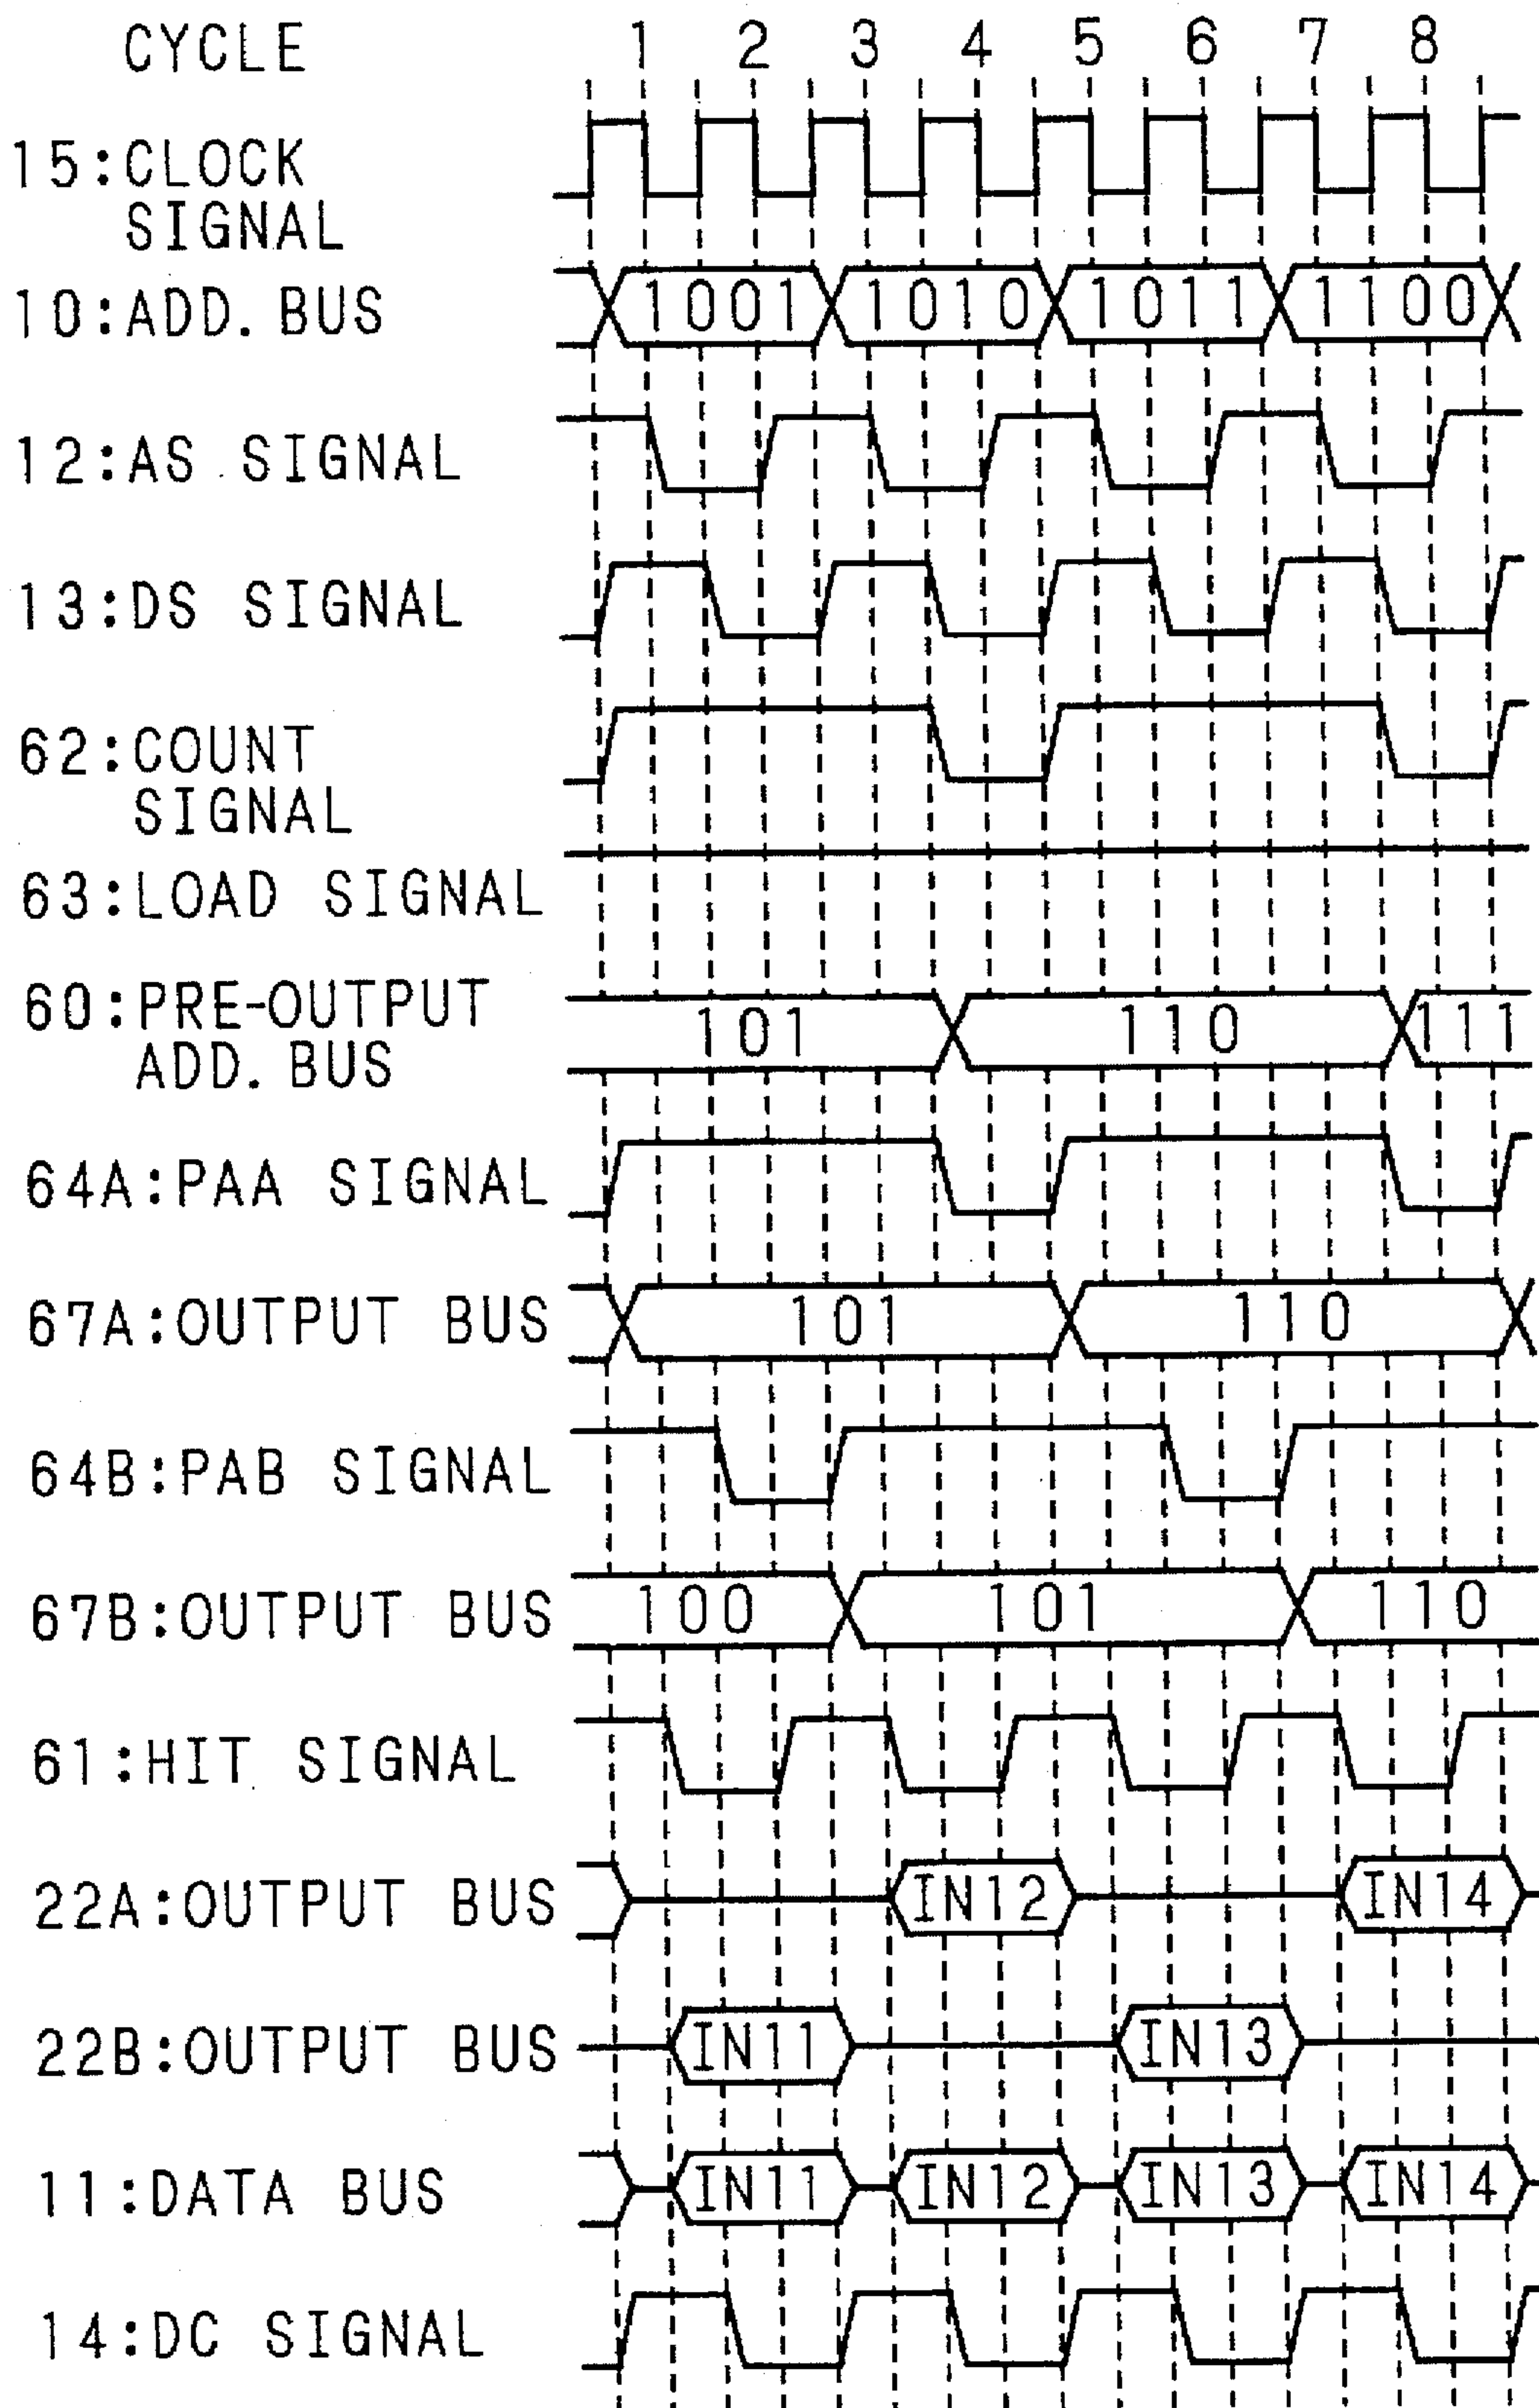 CYCLE 1 2 3 4 5 6 7 8
15:CLOCK
SIGNAL
10:ADD.BUS 1001 1010 1011 1100
12:AS SIGNAL
13:DS SIGNAL
62:COUNT
SIGNAL
63:LOAD SIGNAL
60:PRE-OUTPUT 101 110 111
ADD.BUS
64A:PAA SIGNAL
67A:OUTPUT BUS 101 110
64B:PAB SIGNAL
67B:OUTPUT BUS 100 101 110
61:HIT SIGNAL
22A:OUTPUT BUS IN12 IN14
22B:OUTPUT BUS IN11 IN13
11:DATA BUS IN11 IN12 IN13 IN14
14:DC SIGNAL